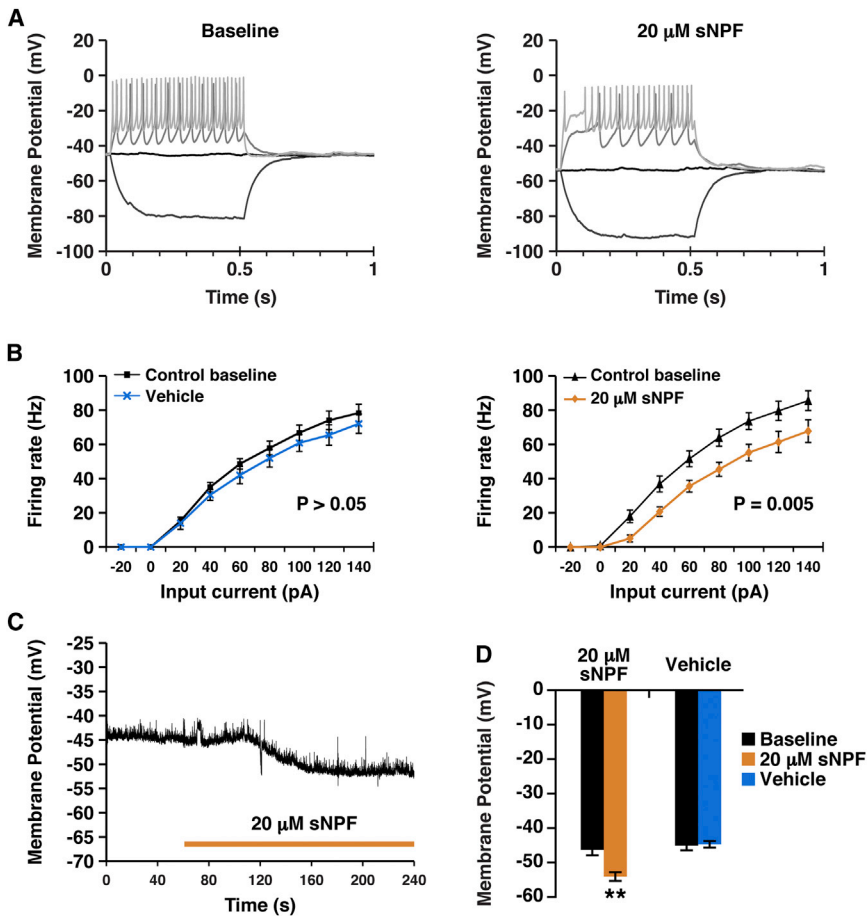 A
Baseline
20 μM sNPF
Membrane Potential (mV)
20
0
-20
-40
-60
-80
-100
0
0.5
1
Time (s)
Membrane Potential (mV)
20
0
-20
-40
-60
-80
-100
0
0.5
1
Time (s)
B
Control baseline
Vehicle
Firing rate (Hz)
100
80
60
40
20
0
P > 0.05
-20 0 20 40 60 80 100 120 140
Input current (pA)
Control baseline
20 μM sNPF
Firing rate (Hz)
100
80
60
40
20
0
P = 0.005
-20 0 20 40 60 80 100 120 140
Input current (pA)
C
Membrane Potential (mV)
-25
-30
-35
-40
-45
-50
-55
-60
-65
-70
20 μM sNPF
0 40 80 120 160 200 240
Time (s)
D
20 μM
sNPF
Vehicle
Membrane Potential (mV)
0
-10
-20
-30
-40
-50
-60
**
Baseline
20 μM sNPF
Vehicle